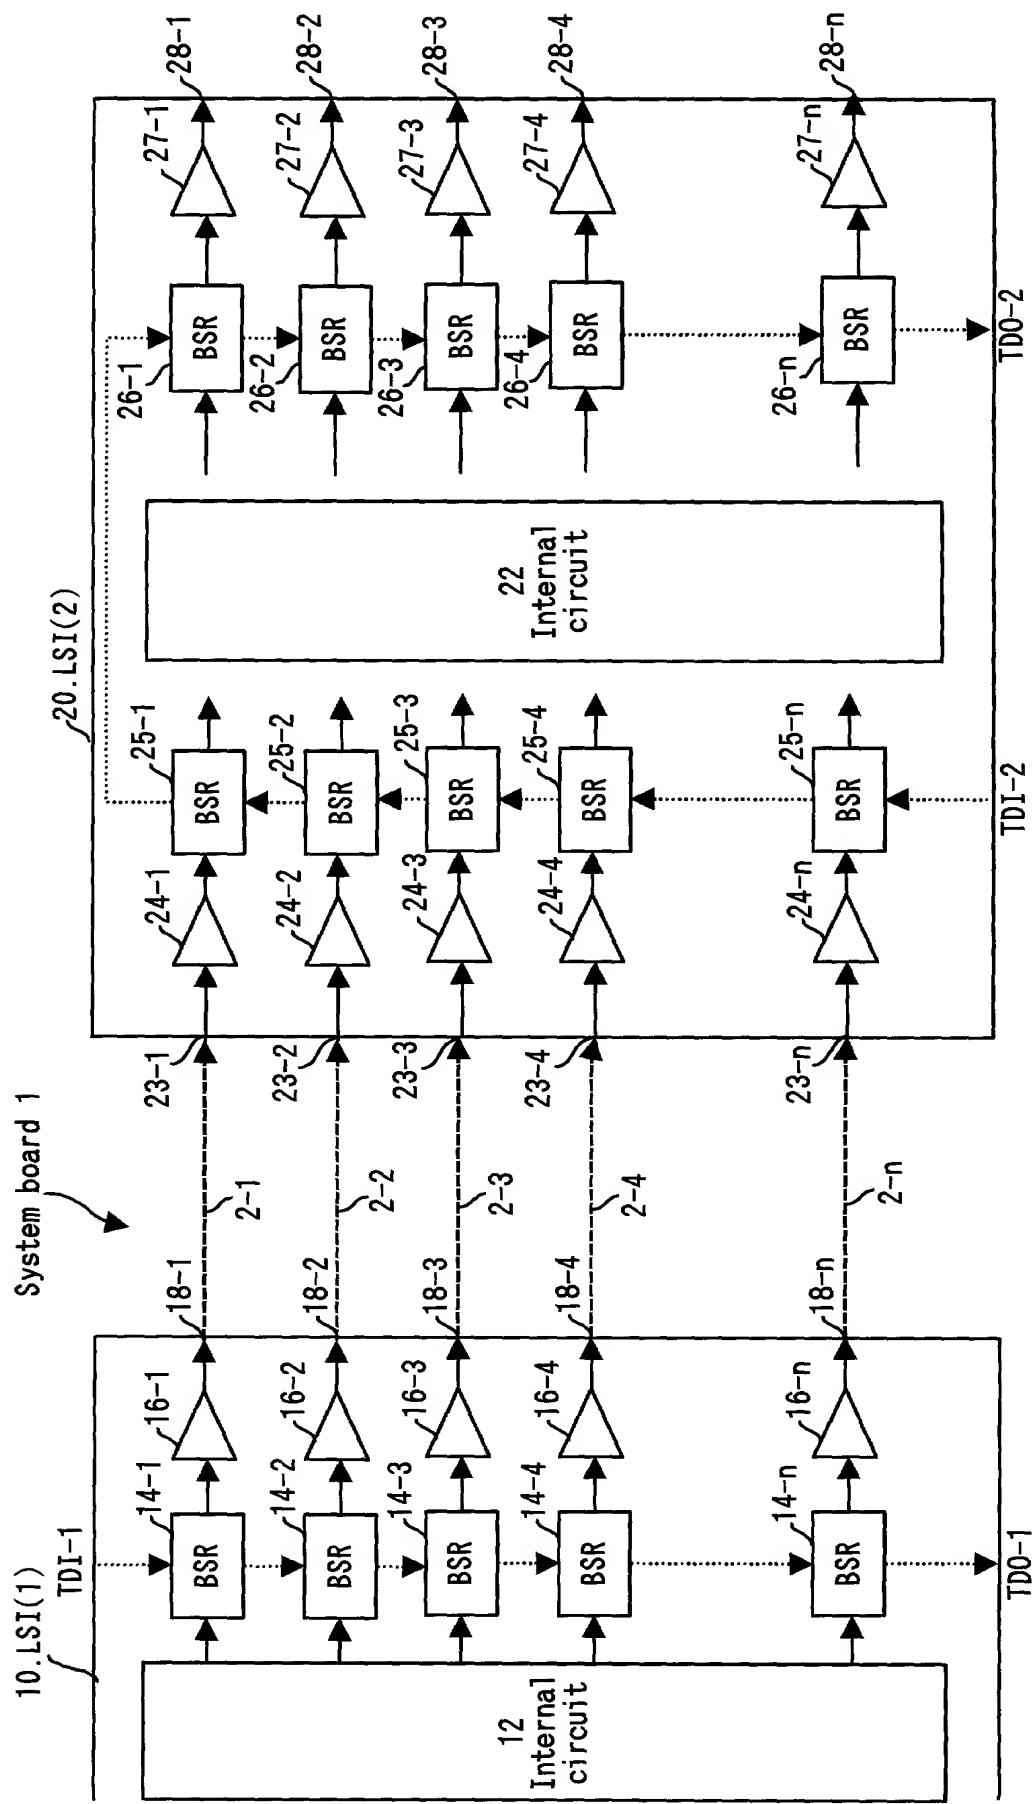 System board 1
10.LSI(1)
TDI-1
20.LSI(2)
12
Internal
circuit
14-1
BSR
16-1
18-1
2-1
23-1
24-1
25-1
BSR
26-1
BSR
27-1
28-1
14-2
BSR
16-2
18-2
2-2
23-2
24-2
25-2
BSR
26-2
BSR
27-2
28-2
14-3
BSR
16-3
18-3
2-3
23-3
24-3
25-3
BSR
26-3
BSR
27-3
28-3
14-4
BSR
16-4
18-4
2-4
23-4
24-4
25-4
BSR
22
Internal
circuit
26-4
BSR
27-4
28-4
14-n
BSR
16-n
18-n
2-n
23-n
24-n
25-n
BSR
26-n
BSR
27-n
28-n
TDO-1
TDI-2
TDO-2